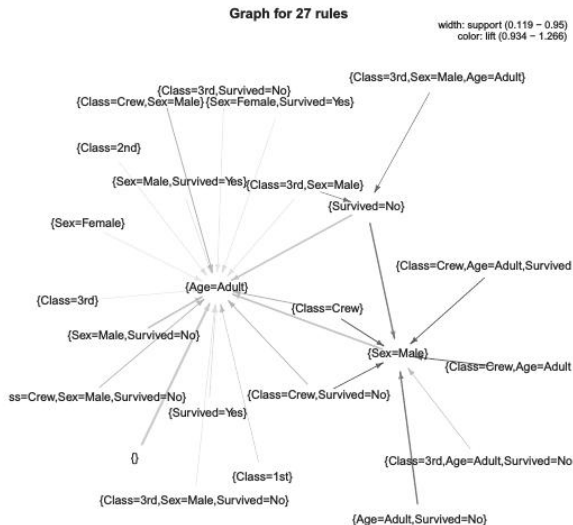 Graph for 27 rules
width: support (0.119 − 0.95)
color: lift (0.934 − 1.266)
{Class=3rd,Sex=Male,Age=Adult}
{Class=3rd,Survived=No}
{Class=Crew,Sex=Male}
{Sex=Female,Survived=Yes}
{Class=2nd}
{Sex=Male,Survived=Yes}
{Class=3rd,Sex=Male}
{Survived=No}
{Sex=Female}
{Class=Crew,Age=Adult,Survived
{Age=Adult}
{Class=3rd}
{Class=Crew}
{Sex=Male,Survived=No}
{Sex=Male}
{Class=Crew,Age=Adult
ss=Crew,Sex=Male,Survived=No}
{Class=Crew,Survived=No}
{Survived=Yes}
{}
{Class=3rd,Age=Adult,Survived=No
{Class=1st}
{Class=3rd,Sex=Male,Survived=No}
{Age=Adult,Survived=No}